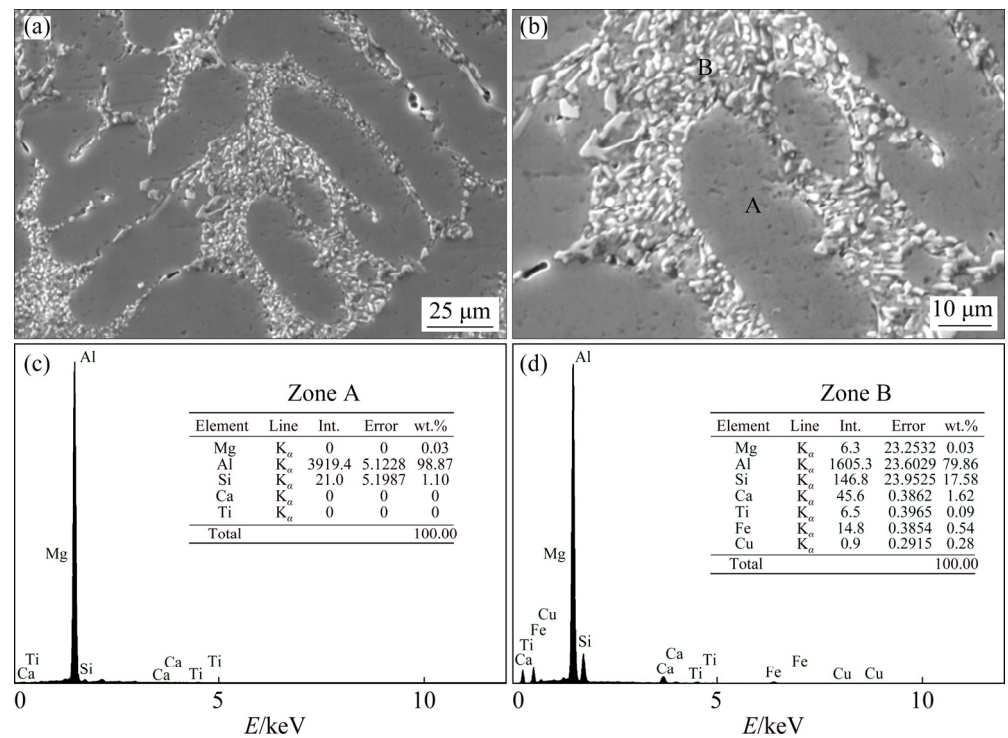 (a)
25 μm
(b)
B
A
10 μm
(c)
Al
Zone A
Element Line Int. Error wt.%
Mg Kα 0 0 0.03
Al Kα 3919.4 5.1228 98.87
Si Kα 21.0 5.1987 1.10
Ca Kα 0 0 0
Ti Kα 0 0 0
Total 100.00
Mg
Ti
Ca
Si
Ca
Ca
Ti
Ti
0 5 10
E/keV
(d)
Al
Zone B
Element Line Int. Error wt.%
Mg Kα 6.3 23.2532 0.03
Al Kα 1605.3 23.6029 79.86
Si Kα 146.8 23.9525 17.58
Ca Kα 45.6 0.3862 1.62
Ti Kα 6.5 0.3965 0.09
Fe Kα 14.8 0.3854 0.54
Cu Kα 0.9 0.2915 0.28
Total 100.00
Mg
Cu
Fe
Ti
Ca
Si
Ca
Ca
Ti
Ti
Fe
Fe
Cu
Cu
0 5 10
E/keV